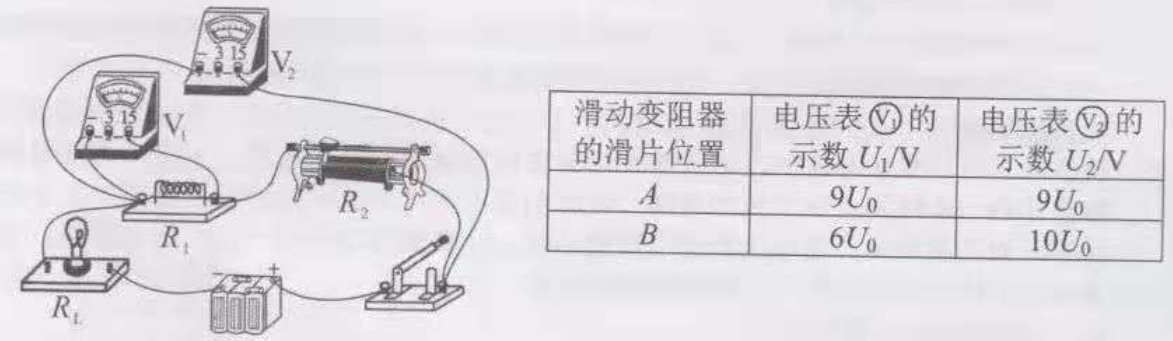 - 3 15
V₂
- 3 15
V₁
R₂
R₁
- +
R_L
滑动变阻器的滑片位置 电压表Ⓥ₁的示数 U₁/V 电压表Ⓥ₂的示数 U₂/V
A 9U₀ 9U₀
B 6U₀ 10U₀